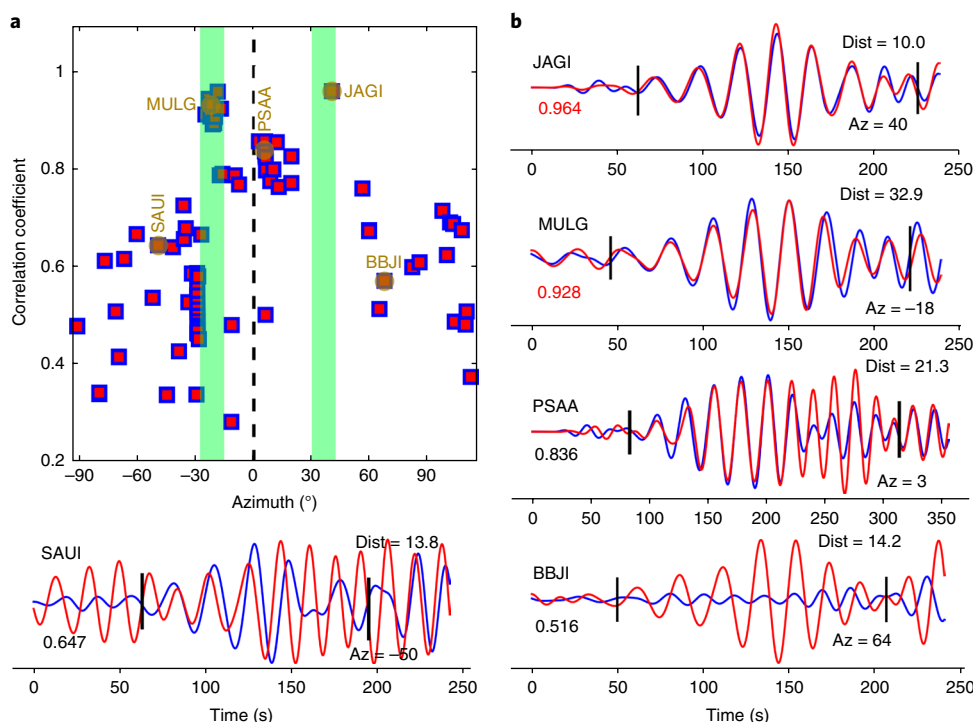 a
Correlation coefficient
1
0.8
0.6
0.4
0.2
MULG
PSAA
JAGI
SAUI
BBJI
−90 −60 −30 0 30 60 90
Azimuth (°)
SAUI
Dist = 13.8
0.647
Az = −50
0 50 100 150 200 250
Time (s)
b
JAGI
Dist = 10.0
0.964
Az = 40
0 50 100 150 200 250
MULG
Dist = 32.9
0.928
Az = −18
0 50 100 150 200 250
PSAA
Dist = 21.3
0.836
Az = 3
0 50 100 150 200 250 300 350
BBJI
Dist = 14.2
0.516
Az = 64
0 50 100 150 200 250
Time (s)